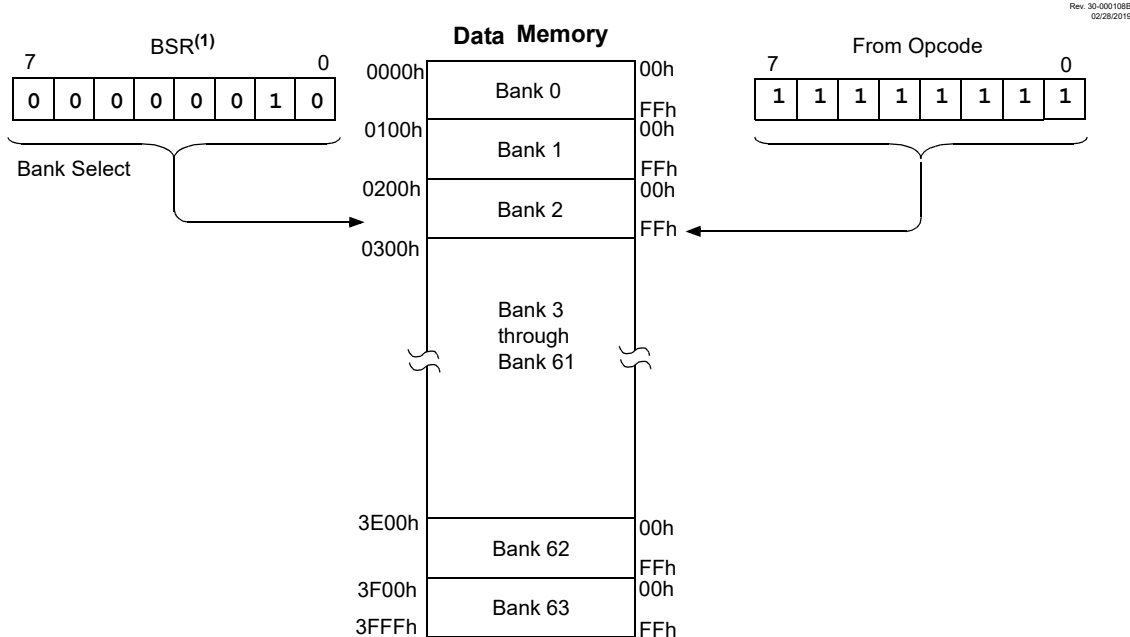 Rev. 30-000108B
02/28/2019
Data Memory
BSR(1)
From Opcode
7 0
7 0
0 0 0 0 0 0 1 0
1 1 1 1 1 1 1 1
Bank Select
0000h Bank 0 00h
FFh
0100h Bank 1 00h
FFh
0200h Bank 2 00h
FFh
0300h
Bank 3
through
Bank 61
3E00h Bank 62 00h
FFh
3F00h Bank 63 00h
3FFFh FFh